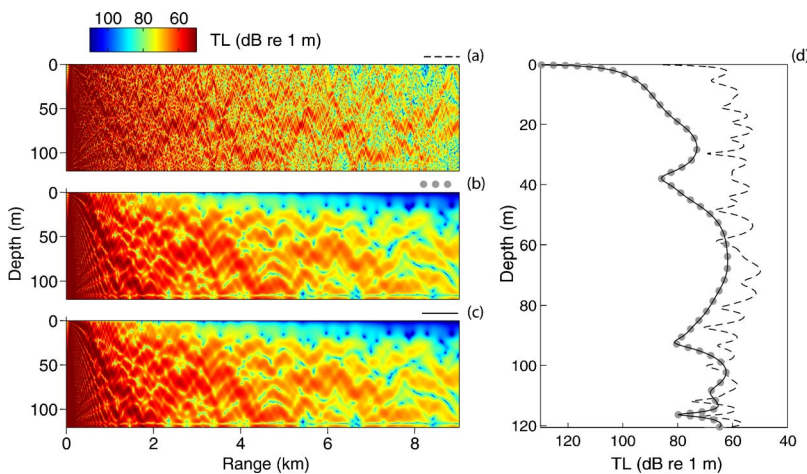 100 80 60
TL (dB re 1 m)
(a)
0
50
100
(b)
0
50
100
Depth (m)
(c)
0
50
100
0 2 4 6 8
Range (km)
(d)
0
20
40
60
80
100
120
Depth (m)
120 100 80 60 40
TL (dB re 1 m)